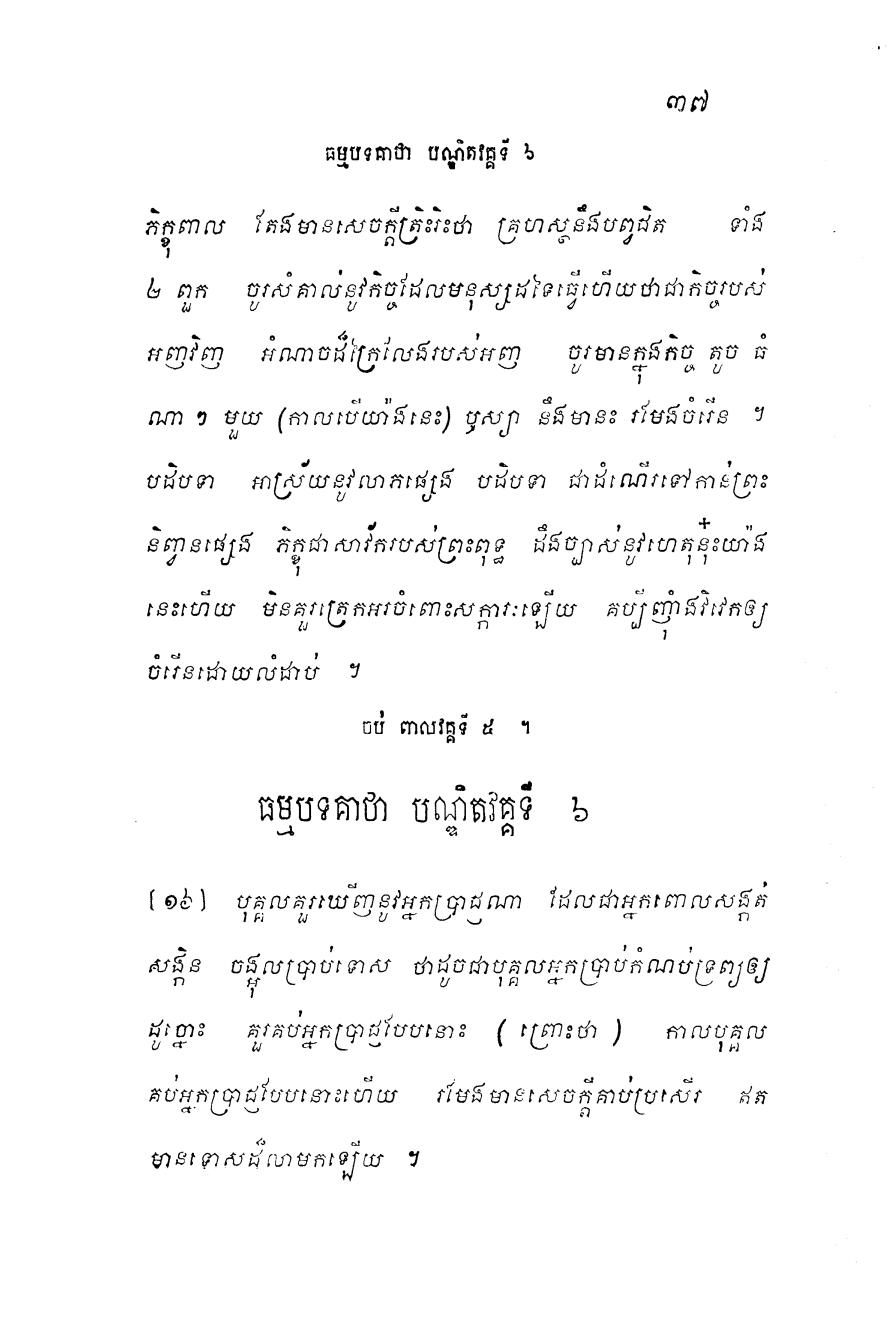 ៣៧
ធម្មបទគាថា បណ្ឌិតវគ្គទី ៦
ភិក្ខុពាល តែងមានសេចក្តីត្រិះរិះថា គ្រហស្ថនឹងបព្វជិត ទាំង
២ ពួក ចូរសំគាល់នូវកិច្ចដែលមនុស្សដទៃធ្វើហើយថាជាកិច្ចរបស់
អញវិញ អំណាចដ៏ក្រៃលែងរបស់អញ ចូរមានក្នុងកិច្ច តូច ធំ
ណា ៗ មួយ (កាលបើយ៉ាងនេះ) ឫស្យា នឹងមានះ រមែងចំរើន ។
បដិបទា អាស្រ័យនូវលាភផ្សេង បដិបទា ជាដំណើរទៅកាន់ព្រះ
និព្វានផ្សេង ភិក្ខុជាសាវ័ករបស់ព្រះពុទ្ធ ដឹងច្បាស់នូវហេតុនុ៎ះយ៉ាង
នេះហើយ មិនគួរត្រេកអរចំពោះសក្ការៈឡើយ គប្បីញ៉ាំងវិវេកឲ្យ
ចំរើនដោយលំដាប់ ។
ចប់ ពាលវគ្គទី ៥ ។
ធម្មបទគាថា បណ្ឌិតវគ្គទី ៦
[១៦] បុគ្គលគួរឃើញនូវអ្នកប្រាជ្ញណា ដែលជាអ្នកពោលសង្កត់
សង្កិន ចង្អុលប្រាប់ទោស ថាដូចជាបុគ្គលអ្នកប្រាប់កំណប់ទ្រព្យឲ្យ
ដូច្នោះ គួរគប់អ្នកប្រាជ្ញបែបនោះ (ព្រោះថា) កាលបុគ្គល
គប់អ្នកប្រាជ្ញបែបនោះហើយ រមែងមានសេចក្តីគាប់ប្រសើរ ឥត
មានទោសដ៏លាមកឡើយ ។